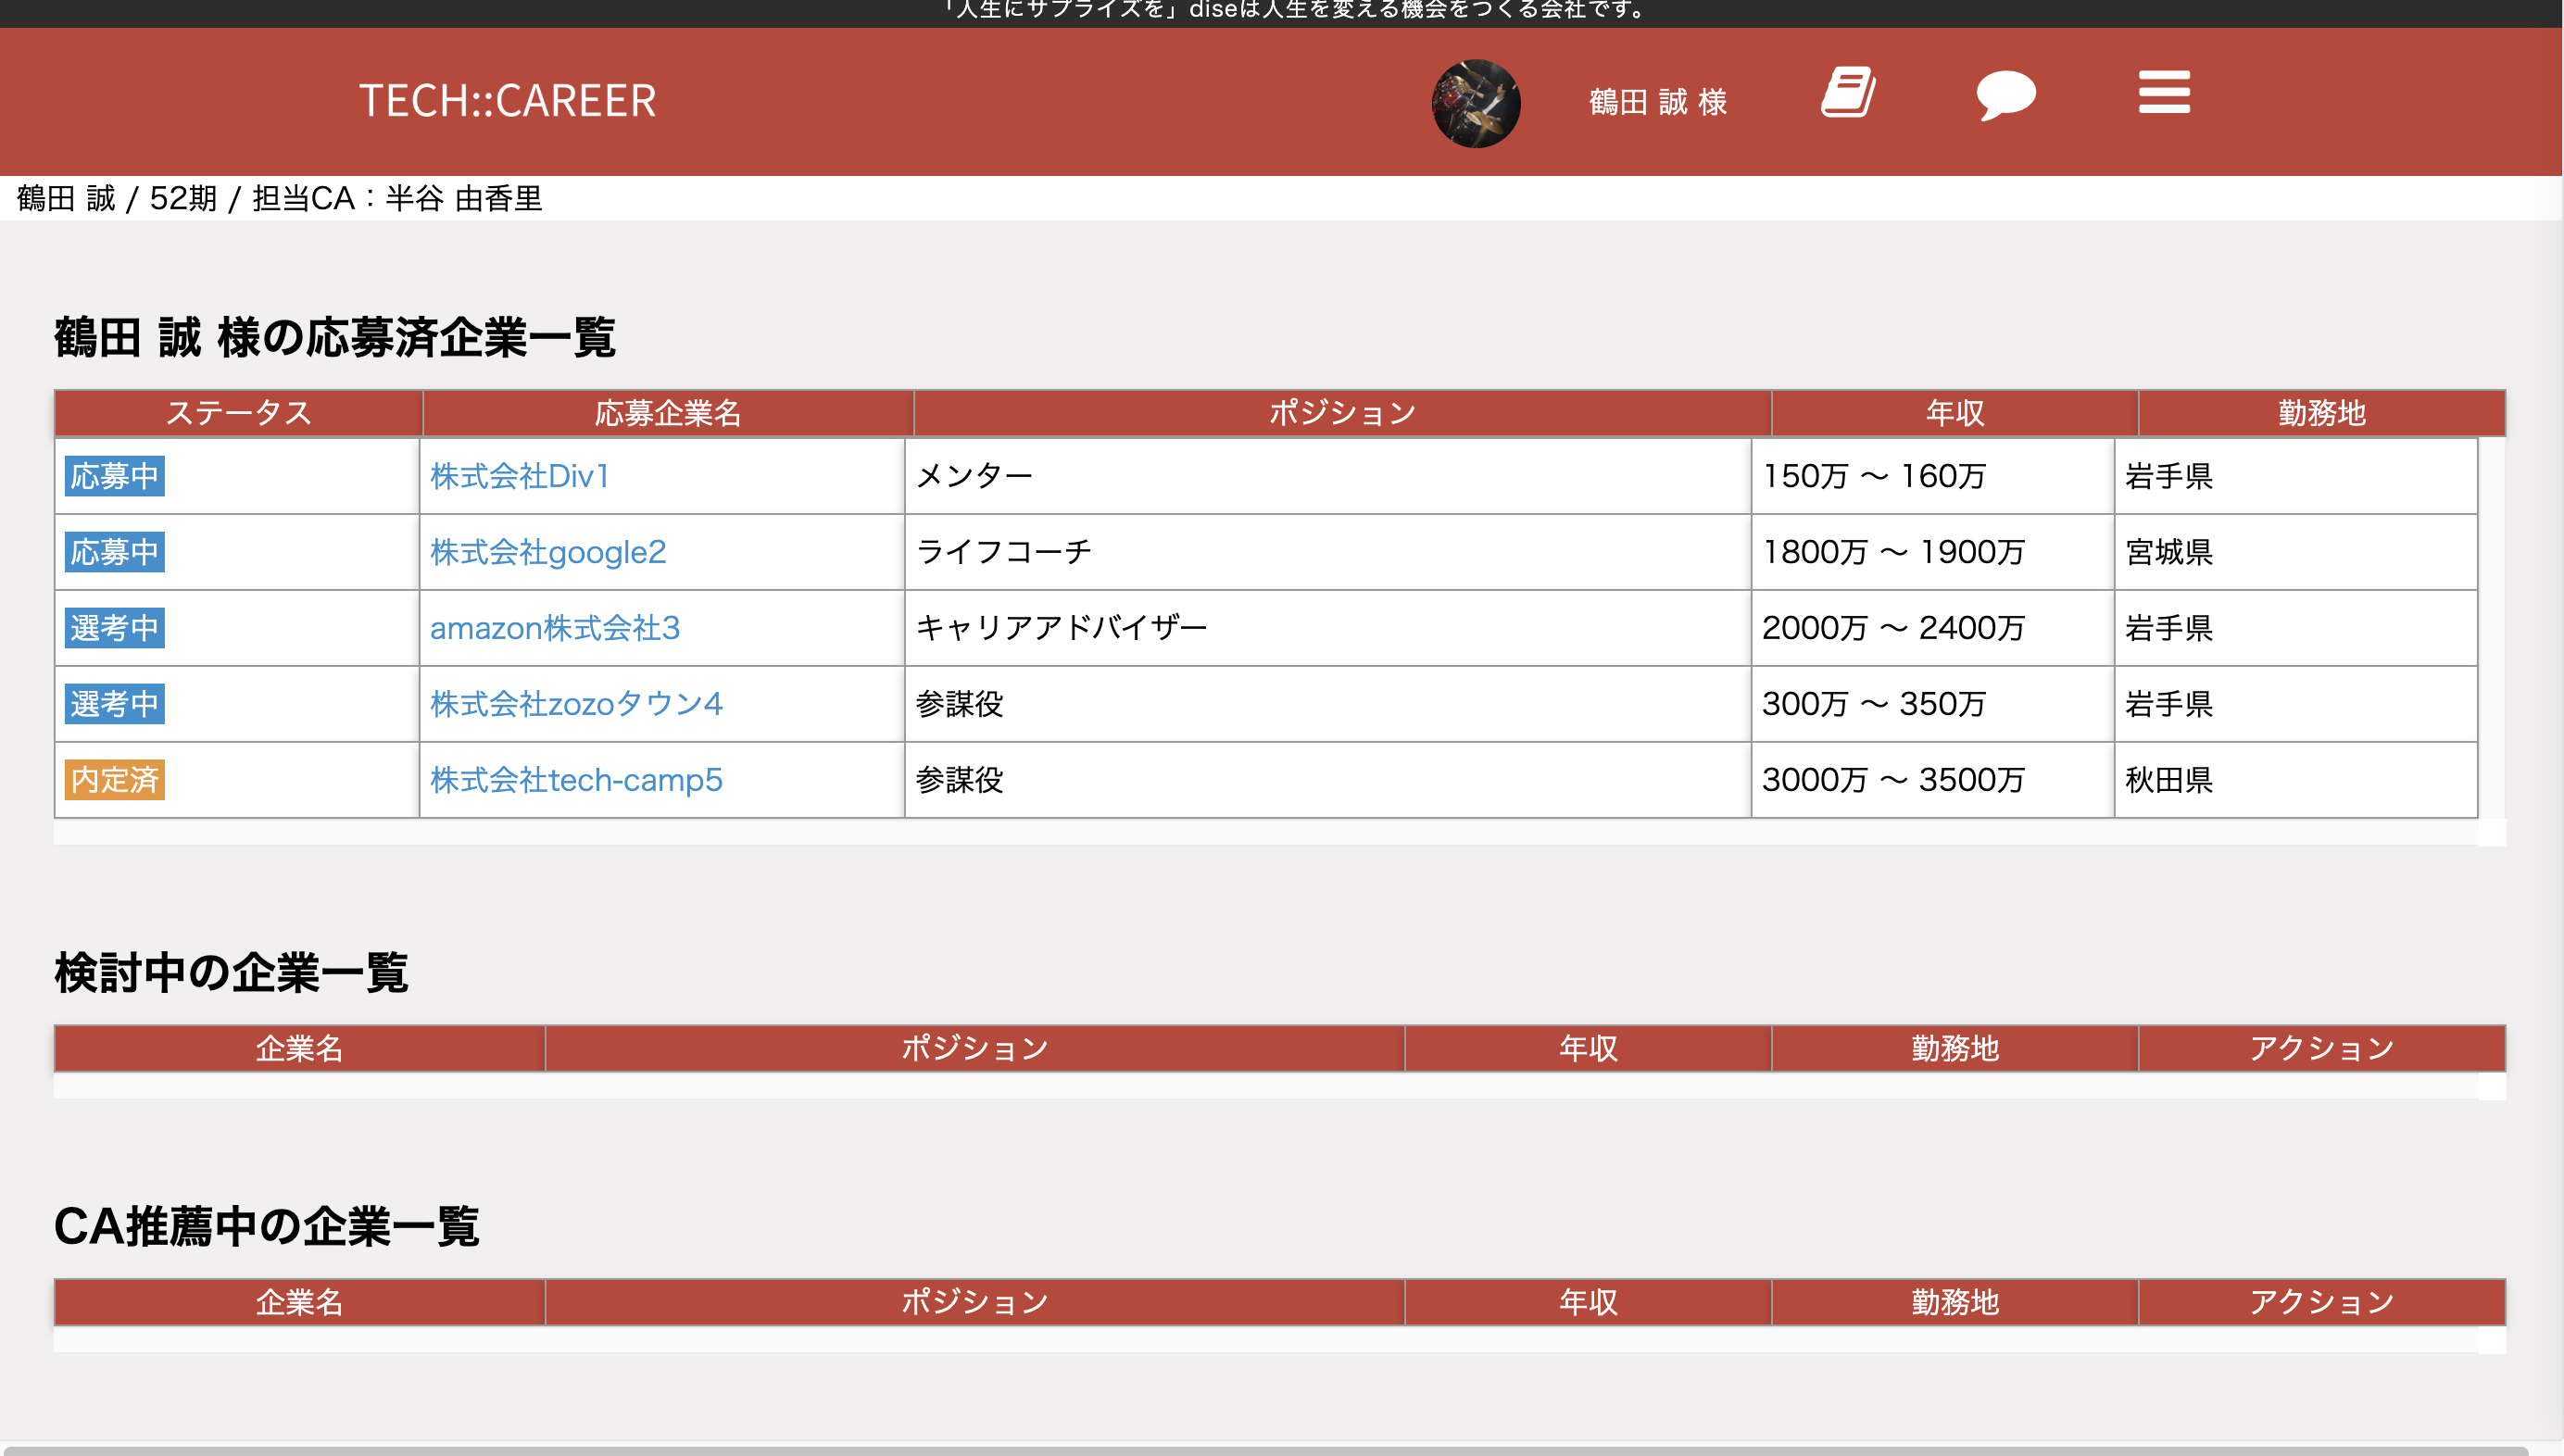 「人生にサプライズを」diseは人生を変える機会をつくる会社です。
TECH::CAREER
鶴田 誠 様
鶴田 誠 / 52期 / 担当CA：半谷 由香里
鶴田 誠 様の応募済企業一覧
ステータス 応募企業名 ポジション 年収 勤務地
応募中 株式会社Div1 メンター 150万 〜 160万 岩手県
応募中 株式会社google2 ライフコーチ 1800万 〜 1900万 宮城県
選考中 amazon株式会社3 キャリアアドバイザー 2000万 〜 2400万 岩手県
選考中 株式会社zozoタウン4 参謀役 300万 〜 350万 岩手県
内定済 株式会社tech-camp5 参謀役 3000万 〜 3500万 秋田県
検討中の企業一覧
企業名 ポジション 年収 勤務地 アクション
CA推薦中の企業一覧
企業名 ポジション 年収 勤務地 アクション